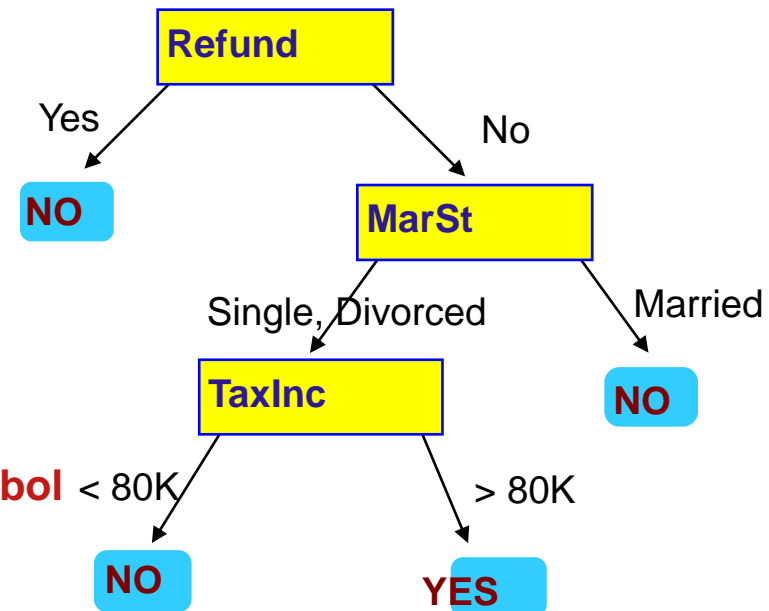 Refund
Yes
No
NO
MarSt
Single, Divorced
Married
TaxInc
NO
bol < 80K
> 80K
NO
YES